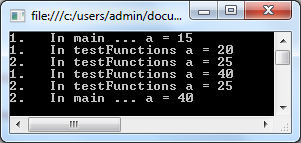 file:///c:/users/admin/docu...
1.   In main ... a = 15
1.   In testFunctions a = 20
2.   In testFunctions a = 25
1.   In testFunctions a = 40
2.   In testFunctions a = 25
2.   In main ... a = 40